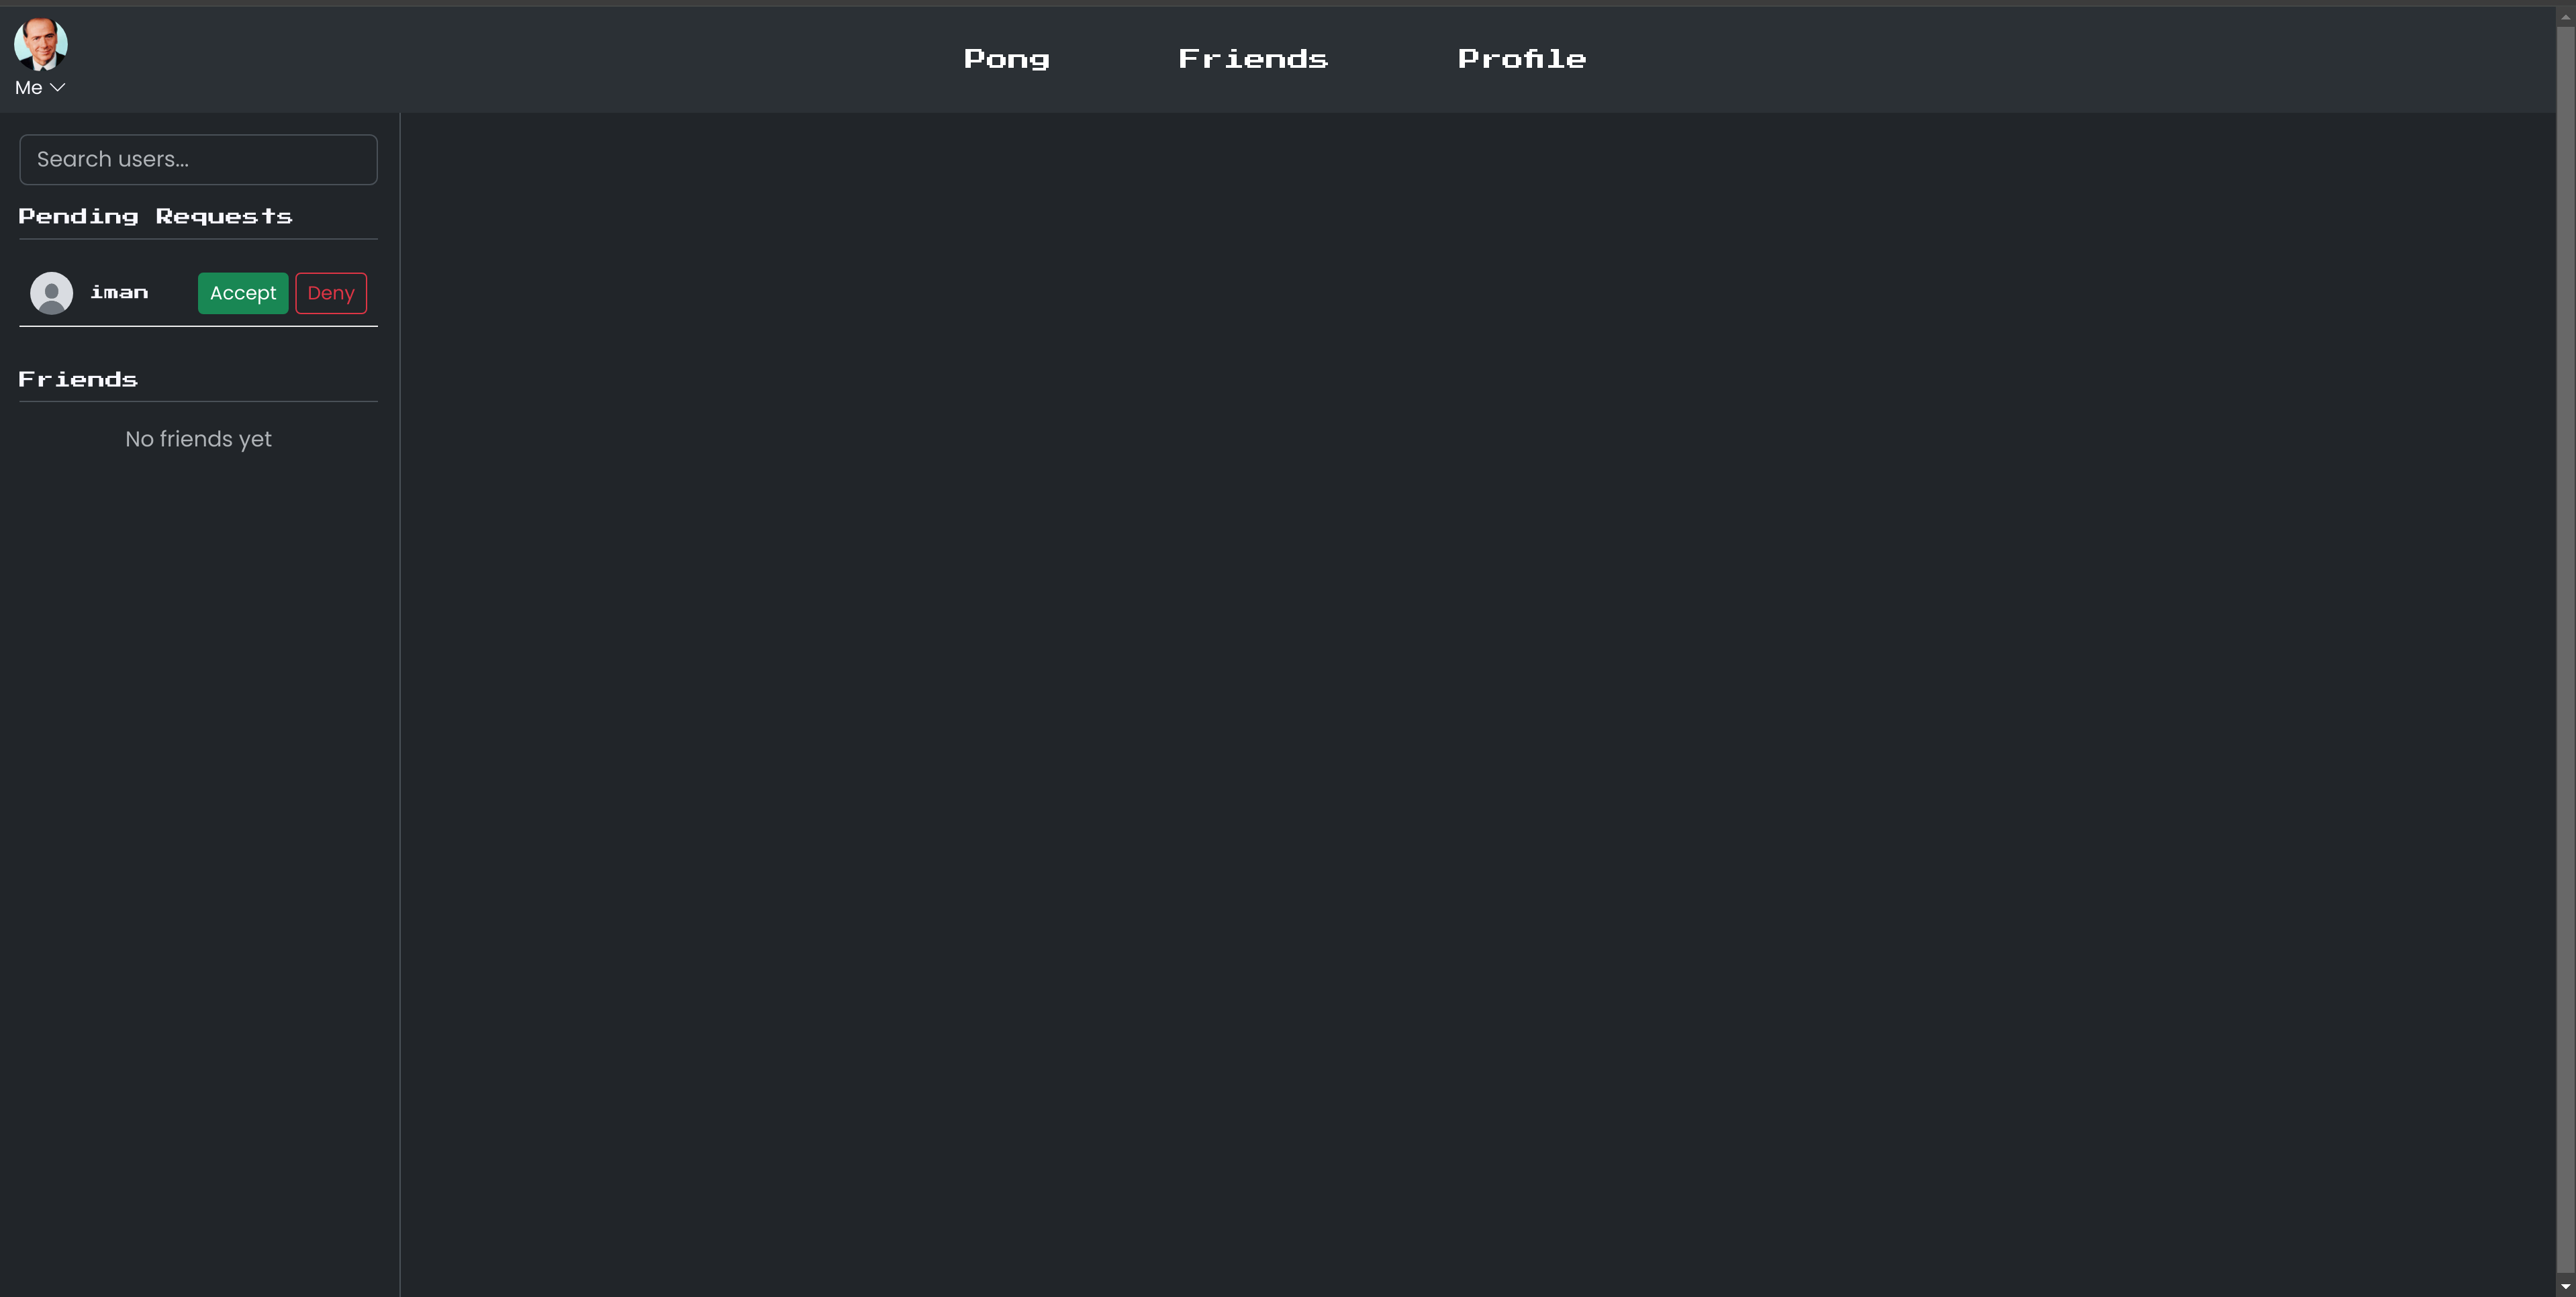 Me
Pong Friends Profile
Search users...
Pending Requests
iman Accept Deny
Friends
No friends yet